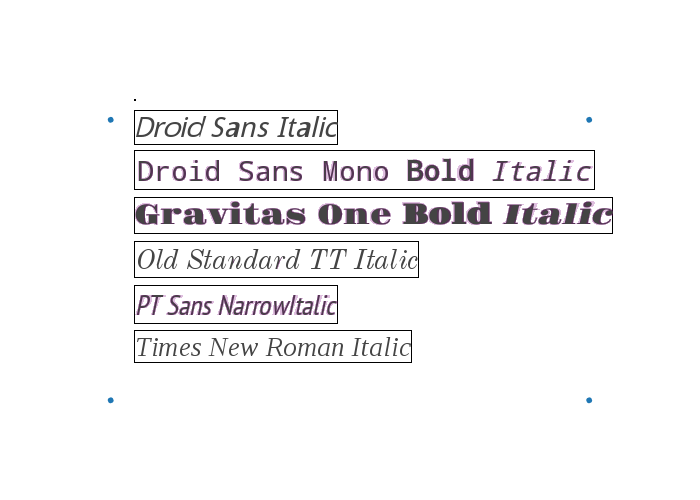 Droid Sans Italic
Droid Sans Mono Bold Italic
Gravitas One Bold Italic
Old Standard TT Italic
PT Sans NarrowItalic
Times New Roman Italic